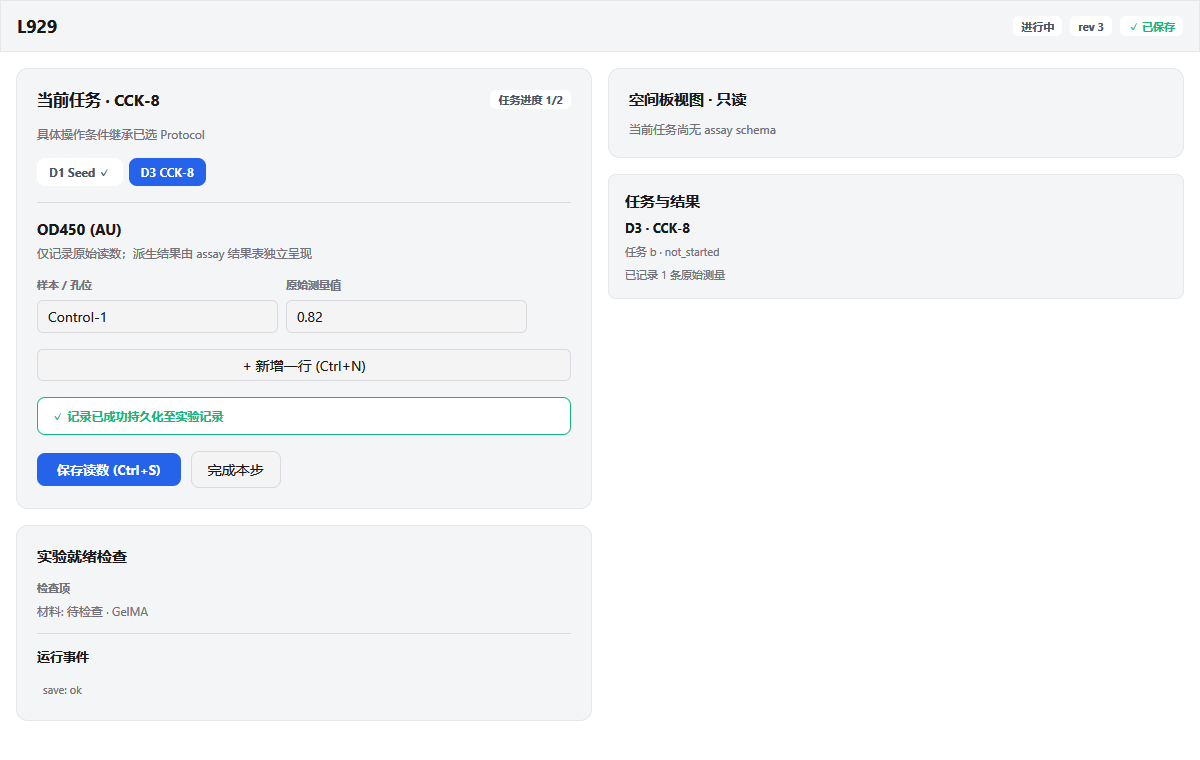 L929
进行中
rev 3
✓ 已保存
当前任务 · CCK-8
任务进度 1/2
具体操作条件继承已选 Protocol
D1 Seed ✓
D3 CCK-8
OD450 (AU)
仅记录原始读数；派生结果由 assay 结果表独立呈现
样本 / 孔位
原始测量值
Control-1
0.82
+ 新增一行 (Ctrl+N)
✓ 记录已成功持久化至实验记录
保存读数 (Ctrl+S)
完成本步
实验就绪检查
检查项
材料: 待检查 · GelMA
运行事件
save: ok
空间板视图 · 只读
当前任务尚无 assay schema
任务与结果
D3 · CCK-8
任务 b · not_started
已记录 1 条原始测量